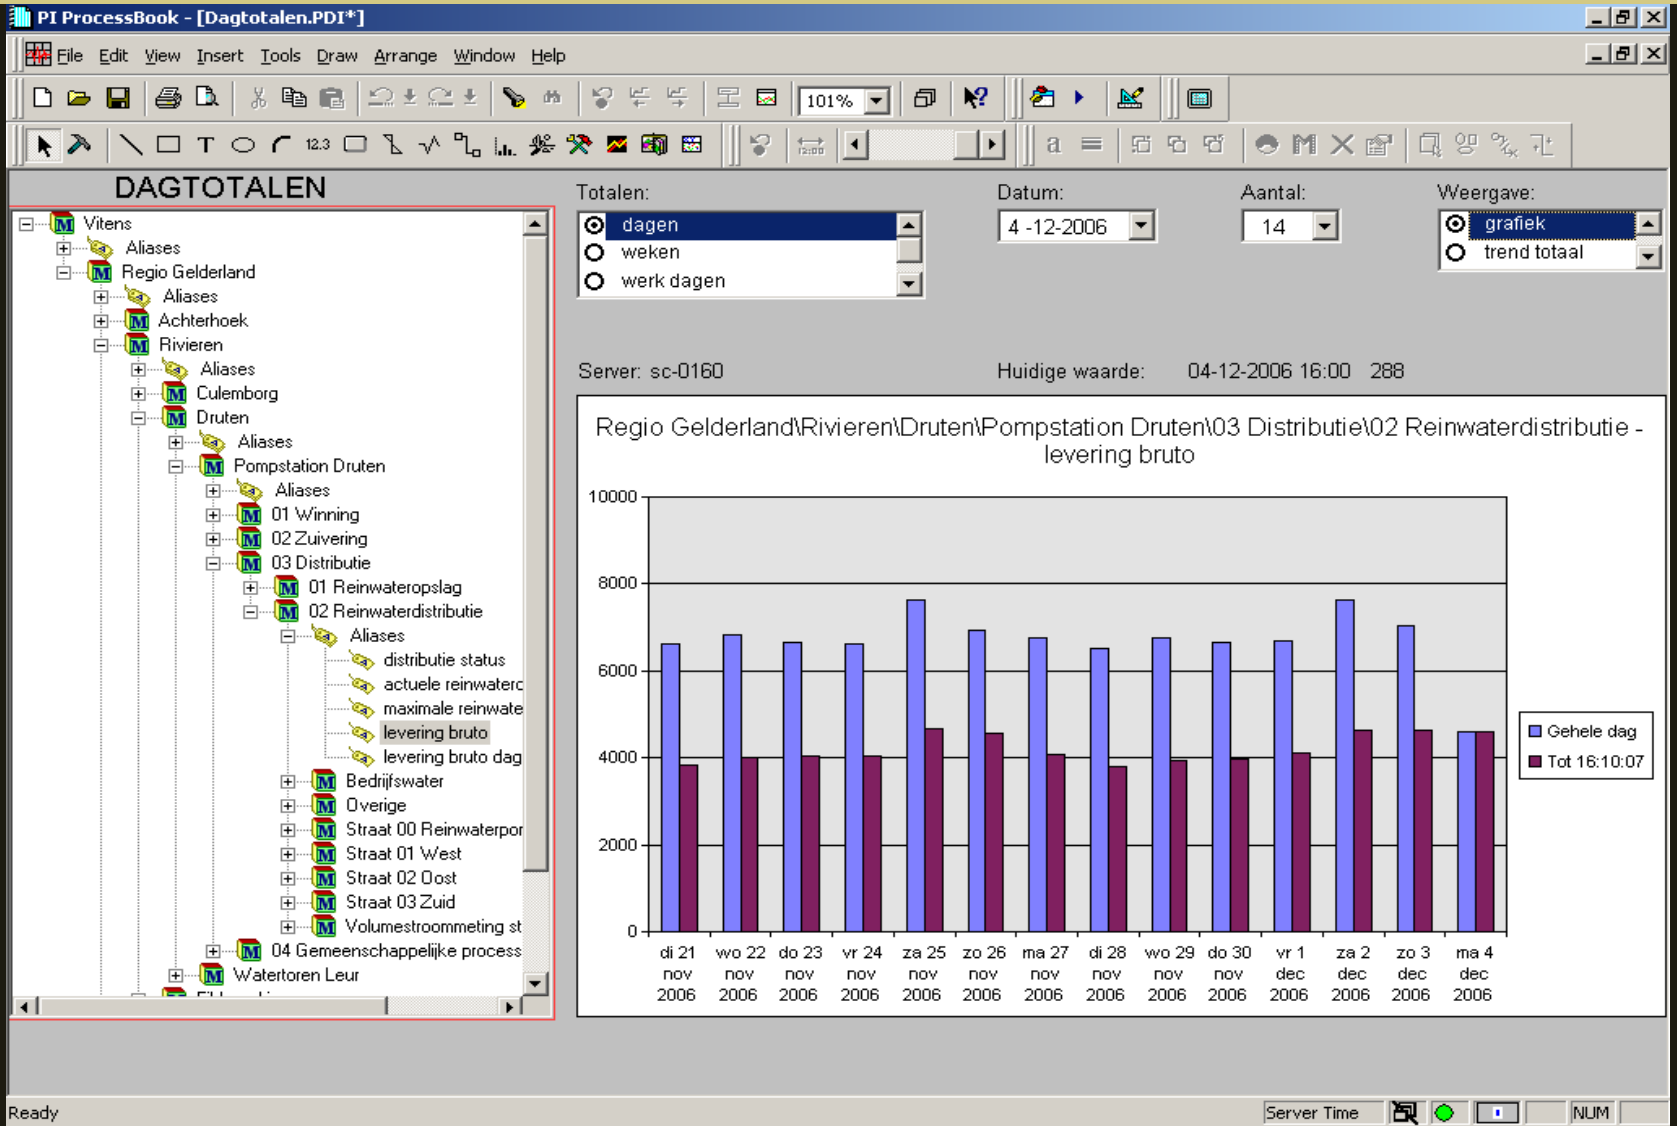 PI ProcessBook - [Dagtotalen.PDI*]
File Edit View Insert Tools Draw Arrange Window Help
101%
T 12.3
DAGTOTALEN
Vitens
Aliases
Regio Gelderland
Aliases
Achterhoek
Rivieren
Aliases
Culemborg
Druten
Aliases
Pompstation Druten
Aliases
01 Winning
02 Zuivering
03 Distributie
01 Reinwateropslag
02 Reinwaterdistributie
Aliases
distributie status
actuele reinwaterc
maximale reinwate
levering bruto
levering bruto dag
Bedrijfswater
Overige
Straat 00 Reinwaterpor
Straat 01 West
Straat 02 Oost
Straat 03 Zuid
Volumestroommeting st
04 Gemeenschappelijke process
Watertoren Leur
Totalen:
dagen
weken
werk dagen
Datum:
4 -12-2006
Aantal:
14
Weergave:
grafiek
trend totaal
Server: sc-0160
Huidige waarde: 04-12-2006 16:00 288
Regio Gelderland\Rivieren\Druten\Pompstation Druten\03 Distributie\02 Reinwaterdistributie -
levering bruto
10000
8000
6000
4000
2000
0
di 21 nov 2006
wo 22 nov 2006
do 23 nov 2006
vr 24 nov 2006
za 25 nov 2006
zo 26 nov 2006
ma 27 nov 2006
di 28 nov 2006
wo 29 nov 2006
do 30 nov 2006
vr 1 dec 2006
za 2 dec 2006
zo 3 dec 2006
ma 4 dec 2006
Gehele dag
Tot 16:10:07
Ready
Server Time
NUM